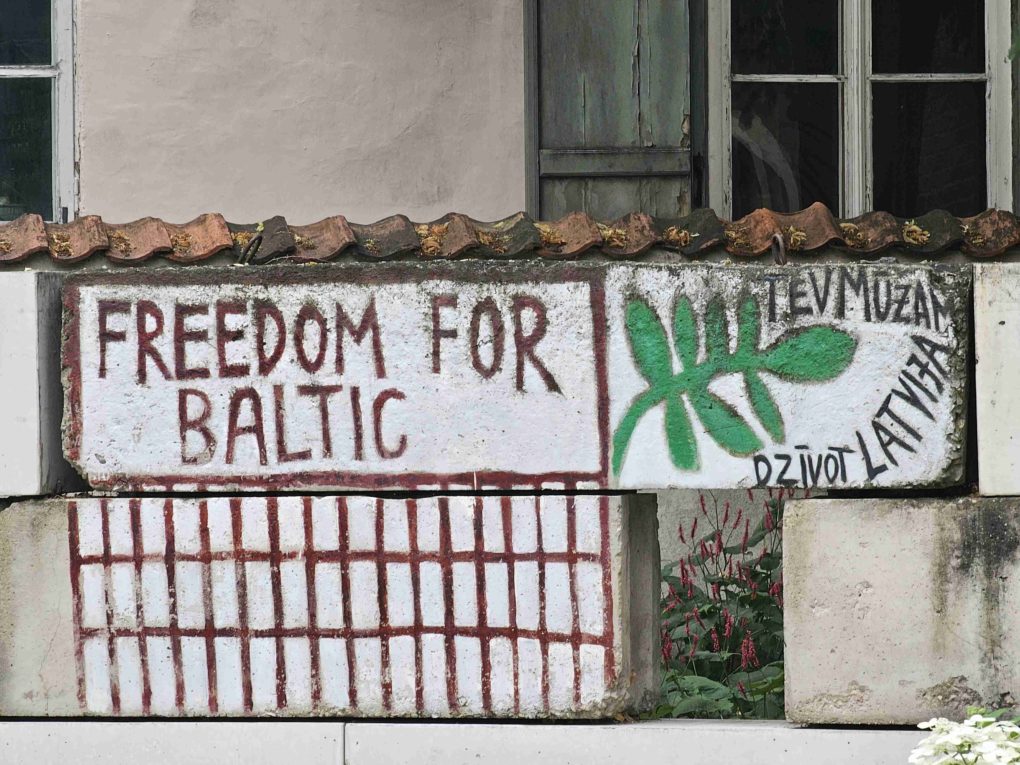 FREEDOM FOR
BALTIC
TEV MŪŽAM
DZĪVOT LATVIJA